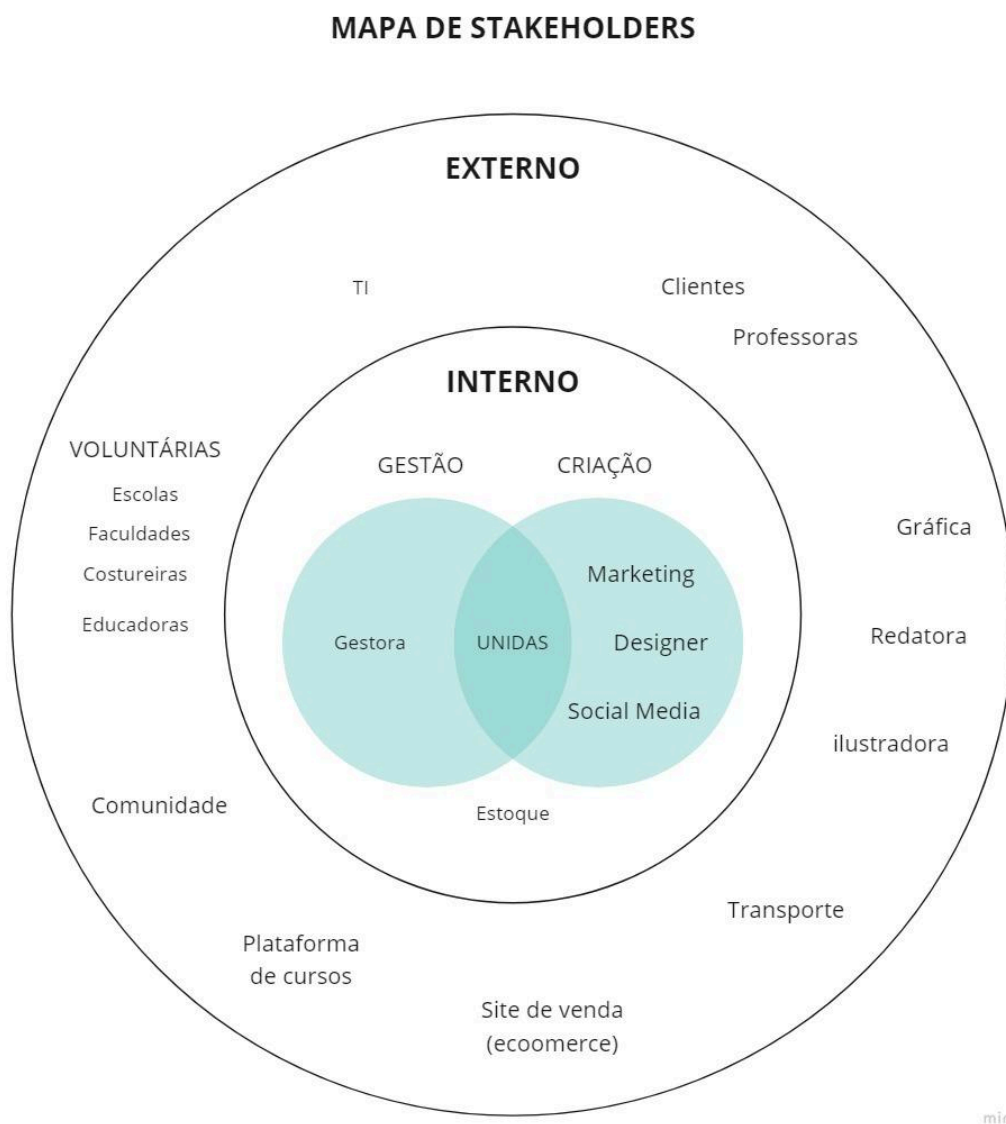 MAPA DE STAKEHOLDERS
EXTERNO
TI
Clientes
Professoras
INTERNO
VOLUNTÁRIAS
Escolas
Faculdades
Costureiras
Educadoras
GESTÃO
CRIAÇÃO
Gestora
UNIDAS
Marketing
Designer
Social Media
Estoque
Gráfica
Redatora
ilustradora
Comunidade
Transporte
Plataforma
de cursos
Site de venda
(ecoomerce)